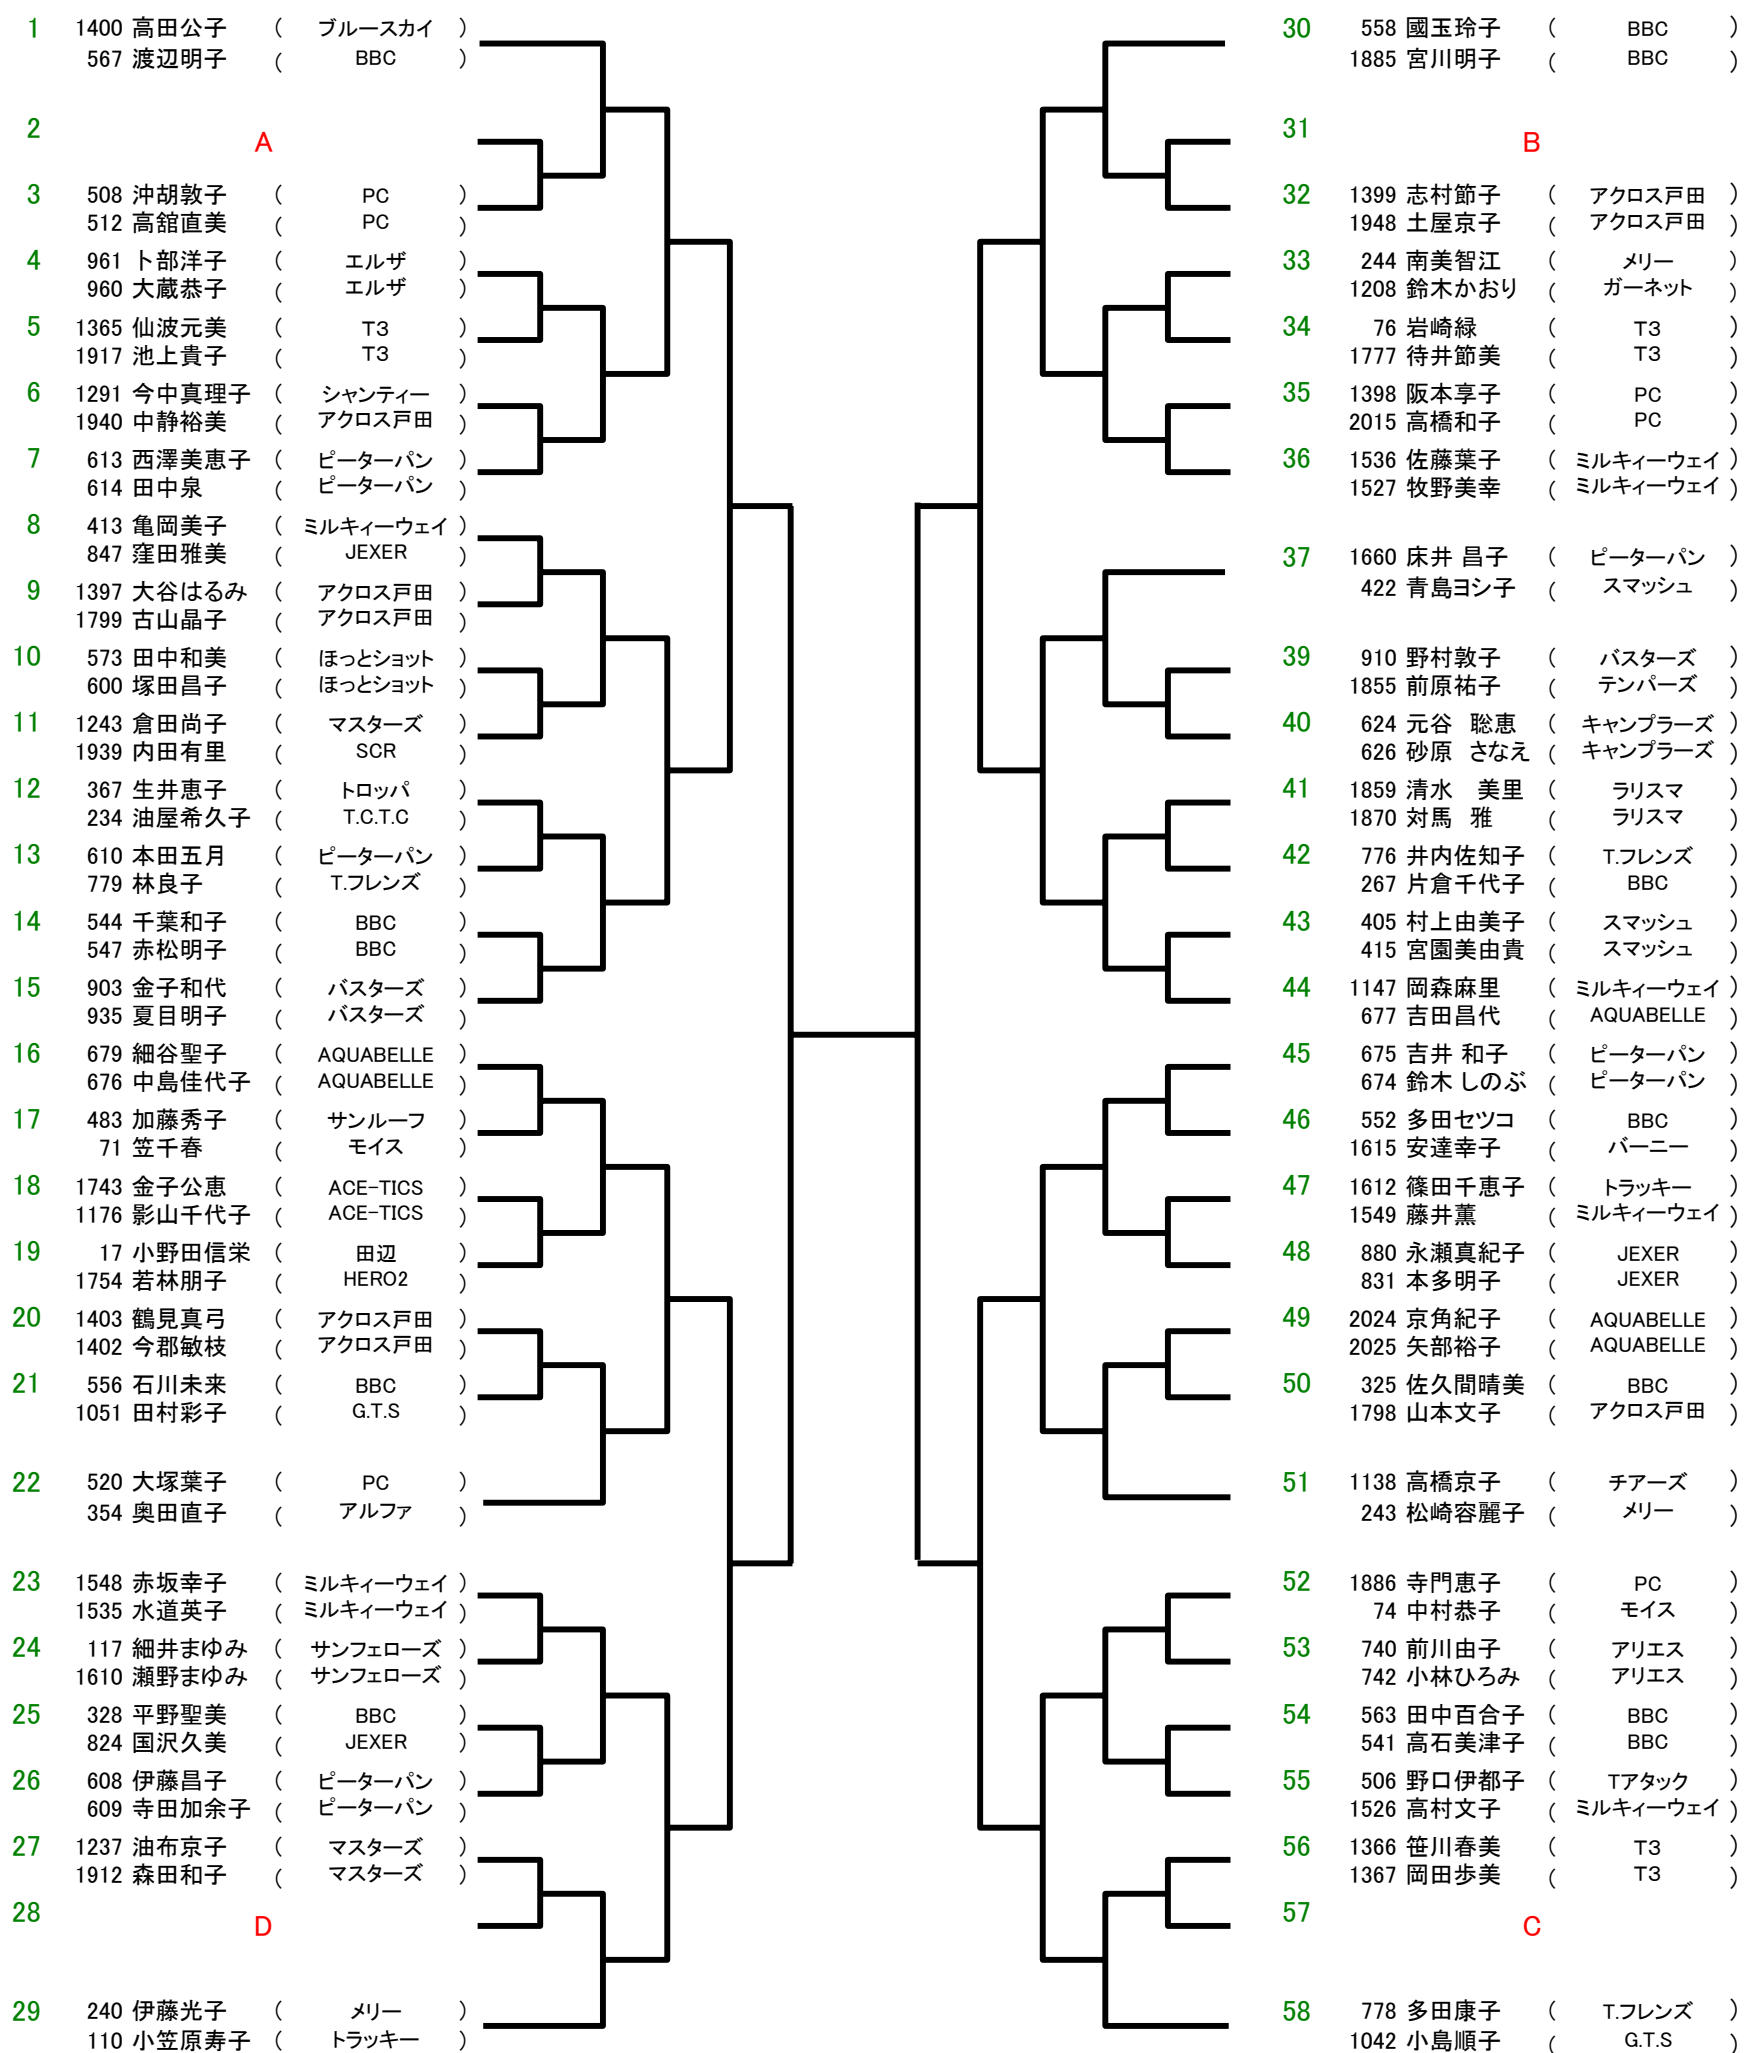 1 1400 高田公子 ( ブルースカイ )
567 渡辺明子 ( BBC )
2 A
3 508 沖胡敦子 ( PC )
512 高舘直美 ( PC )
4 961 卜部洋子 ( エルザ )
960 大蔵恭子 ( エルザ )
5 1365 仙波元美 ( T3 )
1917 池上貴子 ( T3 )
6 1291 今中真理子 ( シャンティー )
1940 中静裕美 ( アクロス戸田 )
7 613 西澤美恵子 ( ピーターパン )
614 田中泉 ( ピーターパン )
8 413 亀岡美子 ( ミルキィーウェイ )
847 窪田雅美 ( JEXER )
9 1397 大谷はるみ ( アクロス戸田 )
1799 古山晶子 ( アクロス戸田 )
10 573 田中和美 ( ほっとショット )
600 塚田昌子 ( ほっとショット )
11 1243 倉田尚子 ( マスターズ )
1939 内田有里 ( SCR )
12 367 生井恵子 ( トロッパ )
234 油屋希久子 ( T.C.T.C )
13 610 本田五月 ( ピーターパン )
779 林良子 ( T.フレンズ )
14 544 千葉和子 ( BBC )
547 赤松明子 ( BBC )
15 903 金子和代 ( バスターズ )
935 夏目明子 ( バスターズ )
16 679 細谷聖子 ( AQUABELLE )
676 中島佳代子 ( AQUABELLE )
17 483 加藤秀子 ( サンルーフ )
71 笠千春 ( モイス )
18 1743 金子公恵 ( ACE-TICS )
1176 影山千代子 ( ACE-TICS )
19 17 小野田信栄 ( 田辺 )
1754 若林朋子 ( HERO2 )
20 1403 鶴見真弓 ( アクロス戸田 )
1402 今郡敏枝 ( アクロス戸田 )
21 556 石川未来 ( BBC )
1051 田村彩子 ( G.T.S )
22 520 大塚葉子 ( PC )
354 奥田直子 ( アルファ )
23 1548 赤坂幸子 ( ミルキィーウェイ )
1535 水道英子 ( ミルキィーウェイ )
24 117 細井まゆみ ( サンフェローズ )
1610 瀬野まゆみ ( サンフェローズ )
25 328 平野聖美 ( BBC )
824 国沢久美 ( JEXER )
26 608 伊藤昌子 ( ピーターパン )
609 寺田加余子 ( ピーターパン )
27 1237 油布京子 ( マスターズ )
1912 森田和子 ( マスターズ )
28 D
29 240 伊藤光子 ( メリー )
110 小笠原寿子 ( トラッキー )
30 558 國玉玲子 ( BBC )
1885 宮川明子 ( BBC )
31 B
32 1399 志村節子 ( アクロス戸田 )
1948 土屋京子 ( アクロス戸田 )
33 244 南美智江 ( メリー )
1208 鈴木かおり ( ガーネット )
34 76 岩崎緑 ( T3 )
1777 待井節美 ( T3 )
35 1398 阪本享子 ( PC )
2015 高橋和子 ( PC )
36 1536 佐藤葉子 ( ミルキィーウェイ )
1527 牧野美幸 ( ミルキィーウェイ )
37 1660 床井 昌子 ( ピーターパン )
422 青島ヨシ子 ( スマッシュ )
39 910 野村敦子 ( バスターズ )
1855 前原祐子 ( テンパーズ )
40 624 元谷 聡恵 ( キャンプラーズ )
626 砂原 さなえ ( キャンプラーズ )
41 1859 清水 美里 ( ラリスマ )
1870 対馬 雅 ( ラリスマ )
42 776 井内佐知子 ( T.フレンズ )
267 片倉千代子 ( BBC )
43 405 村上由美子 ( スマッシュ )
415 宮園美由貴 ( スマッシュ )
44 1147 岡森麻里 ( ミルキィーウェイ )
677 吉田昌代 ( AQUABELLE )
45 675 吉井 和子 ( ピーターパン )
674 鈴木 しのぶ ( ピーターパン )
46 552 多田セツコ ( BBC )
1615 安達幸子 ( バーニー )
47 1612 篠田千恵子 ( トラッキー )
1549 藤井薫 ( ミルキィーウェイ )
48 880 永瀬真紀子 ( JEXER )
831 本多明子 ( JEXER )
49 2024 京角紀子 ( AQUABELLE )
2025 矢部裕子 ( AQUABELLE )
50 325 佐久間晴美 ( BBC )
1798 山本文子 ( アクロス戸田 )
51 1138 高橋京子 ( チアーズ )
243 松崎容麗子 ( メリー )
52 1886 寺門恵子 ( PC )
74 中村恭子 ( モイス )
53 740 前川由子 ( アリエス )
742 小林ひろみ ( アリエス )
54 563 田中百合子 ( BBC )
541 高石美津子 ( BBC )
55 506 野口伊都子 ( Tアタック )
1526 高村文子 ( ミルキィーウェイ )
56 1366 笹川春美 ( T3 )
1367 岡田歩美 ( T3 )
57 C
58 778 多田康子 ( T.フレンズ )
1042 小島順子 ( G.T.S )